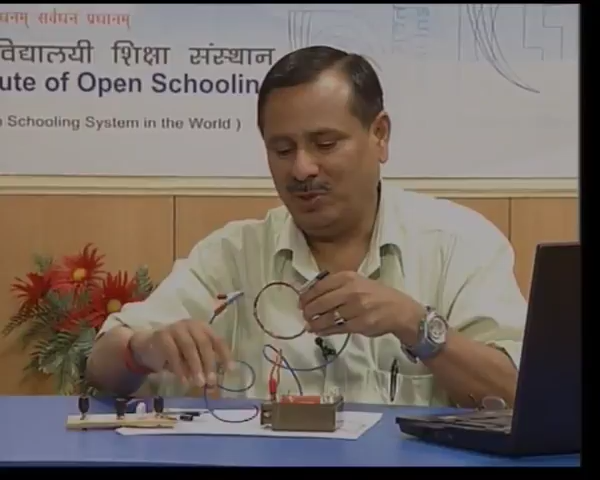 धनम् सर्वधन प्रधानम्
विद्यालयी शिक्षा संस्थान
ute of Open Schoolin
n Schooling System in the World )